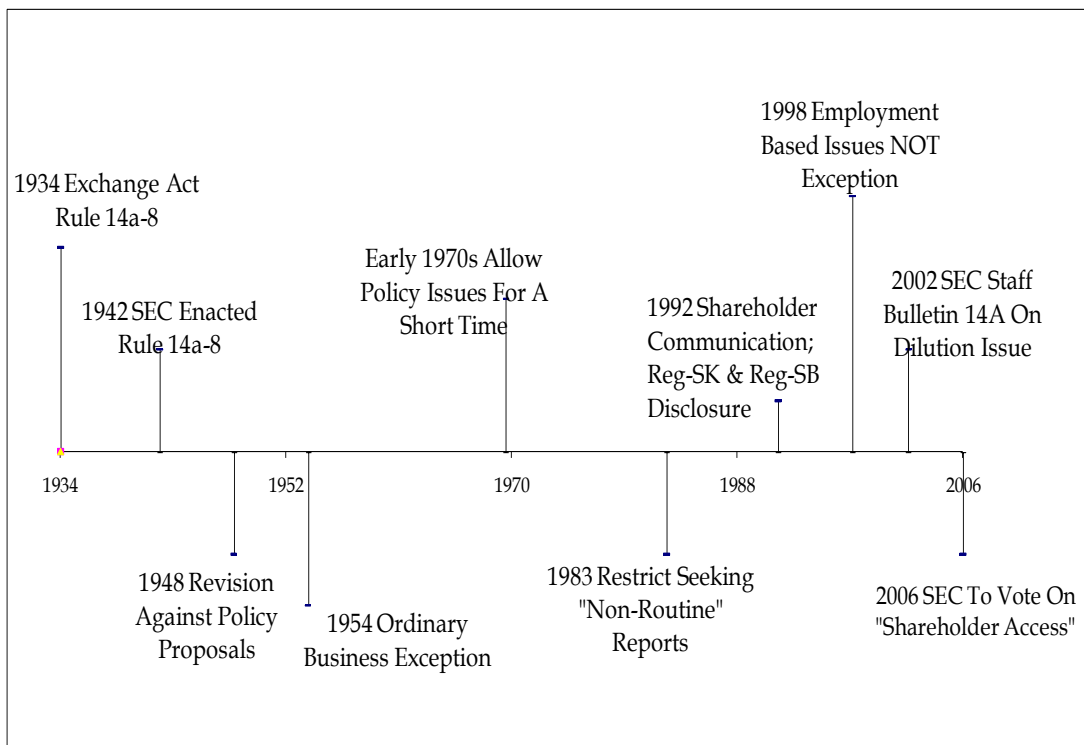 1934 Exchange Act
Rule 14a-8
1942 SEC Enacted
Rule 14a-8
Early 1970s Allow
Policy Issues For A
Short Time
1992 Shareholder
Communication;
Reg-SK & Reg-SB
Disclosure
1998 Employment
Based Issues NOT
Exception
2002 SEC Staff
Bulletin 14A On
Dilution Issue
1934
1952
1970
1988
2006
1948 Revision
Against Policy
Proposals
1954 Ordinary
Business Exception
1983 Restrict Seeking
"Non-Routine"
Reports
2006 SEC To Vote On
"Shareholder Access"